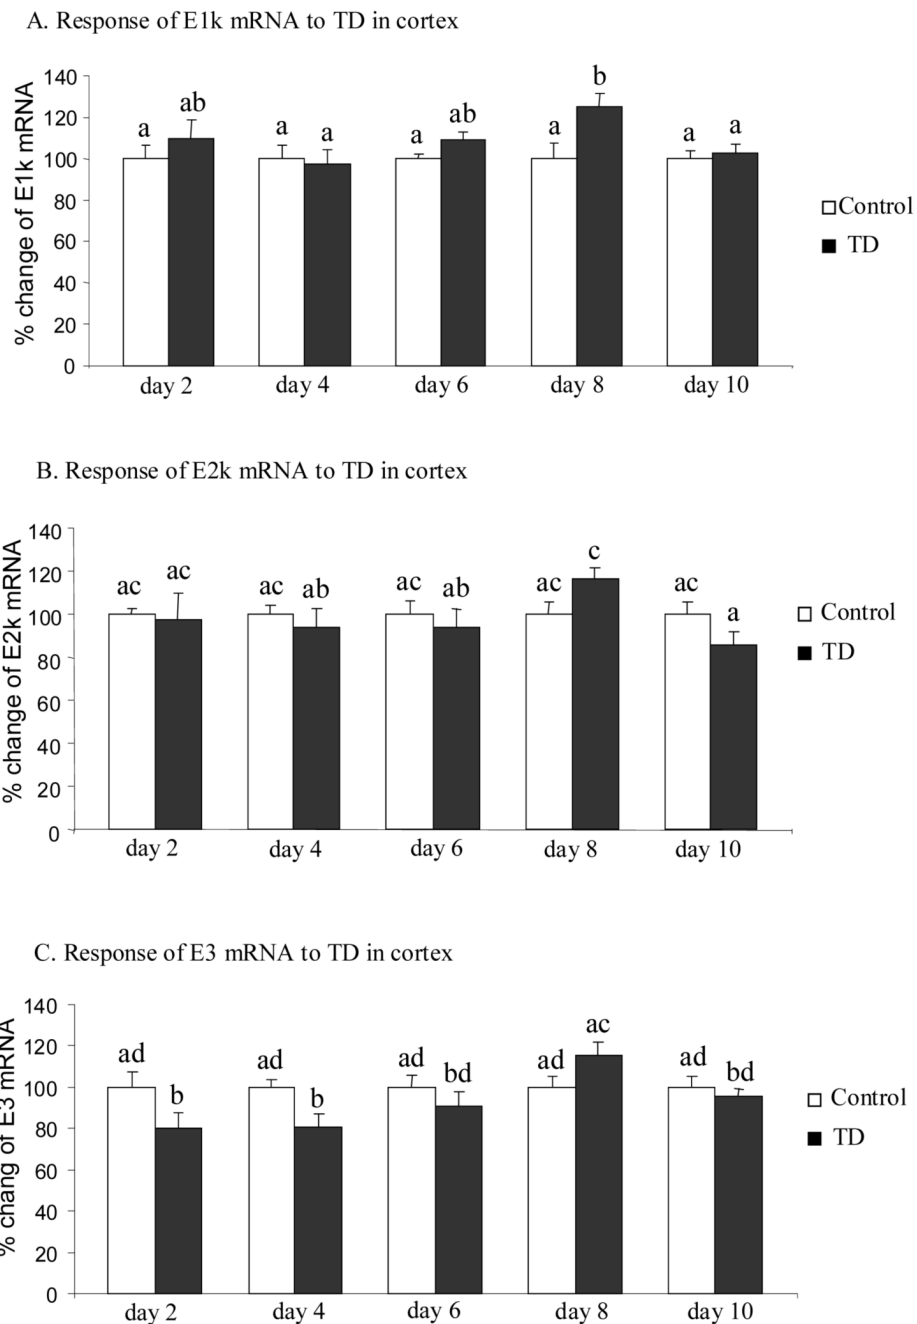 A. Response of E1k mRNA to TD in cortex
% change of E1k mRNA
140
120
100
80
60
40
20
0
a ab a a a ab a b a a
day 2 day 4 day 6 day 8 day 10
Control
TD
B. Response of E2k mRNA to TD in cortex
% change of E2k mRNA
140
120
100
80
60
40
20
0
ac ac ac ab ac ab ac c ac a
day 2 day 4 day 6 day 8 day 10
Control
TD
C. Response of E3 mRNA to TD in cortex
% chang of E3 mRNA
140
120
100
80
60
40
20
0
ad b ad b ad bd ad ac ad bd
day 2 day 4 day 6 day 8 day 10
Control
TD